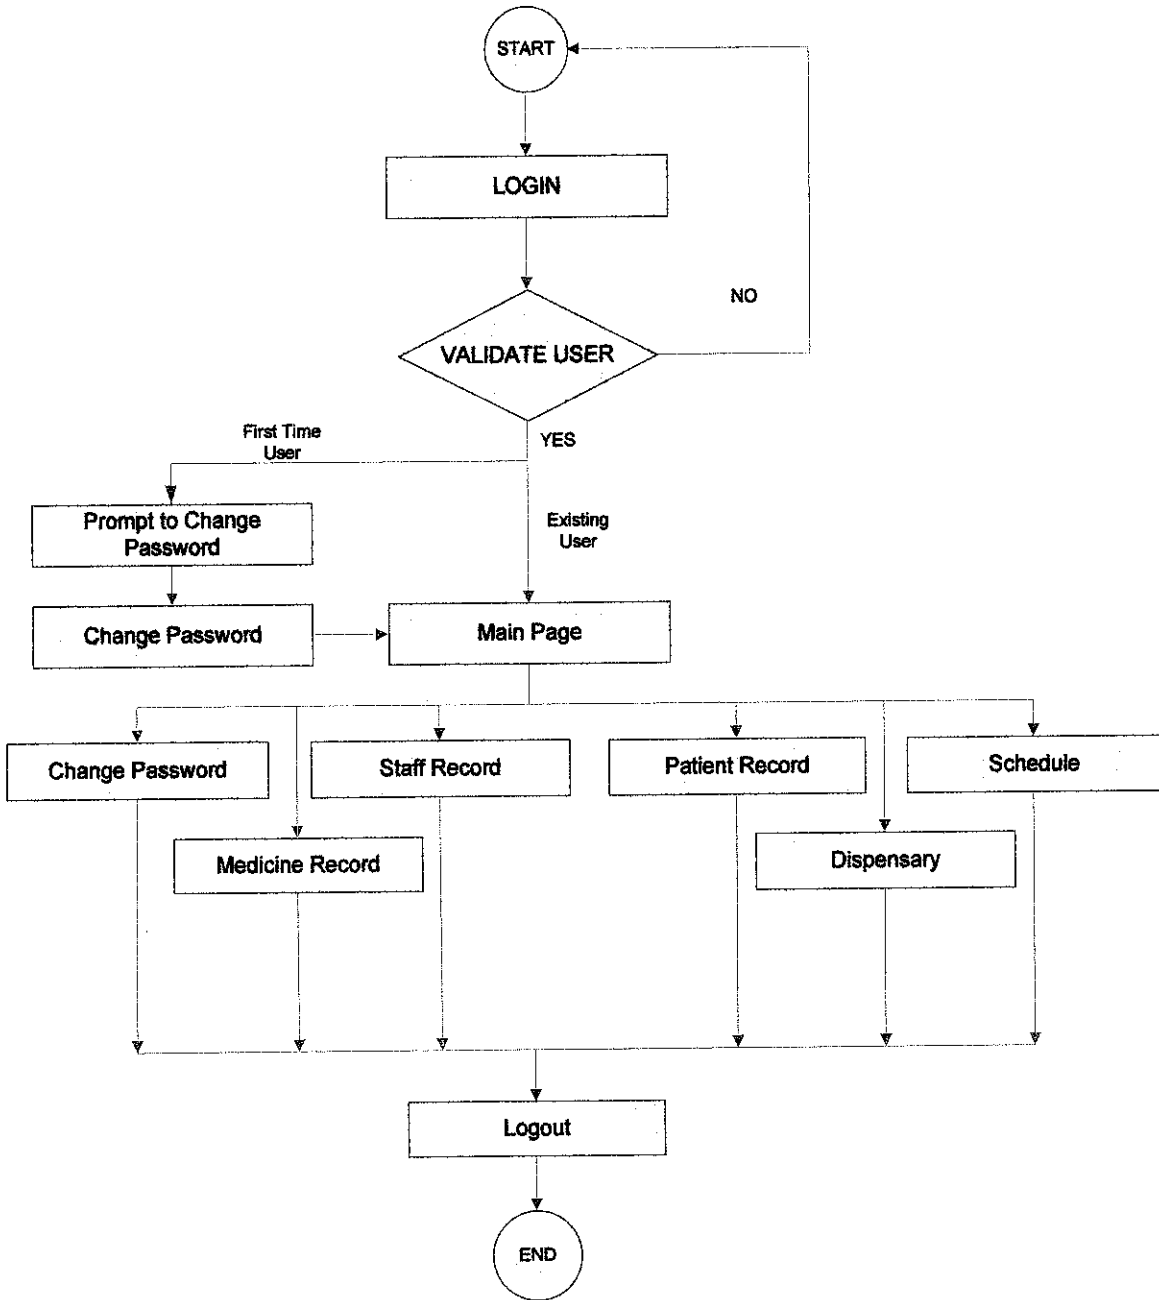 START
LOGIN
NO
VALIDATE USER
First Time
User
YES
Prompt to Change
Password
Existing
User
Change Password
Main Page
Change Password
Staff Record
Patient Record
Schedule
Medicine Record
Dispensary
Logout
END